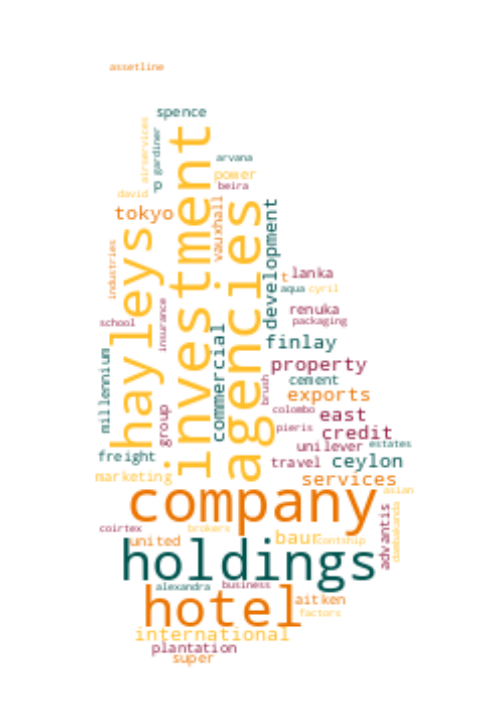 assetline
spence
airservices
gardiner
p
investment
arvana
power
beira
david
tokyo
vauxhall
agencies
development
hayleys
industries
t
lanka
aqua
cyril
renuka
packaging
school
insurance
commercial
finlay
millennium
property
cement
brush
exports
group
colombo
east
pieris
credit
unilever
estates
freight
travel
ceylon
marketing
services
asian
company
advantis
dambakanda
coirtex
brokers
united
baur
fontship
holdings
alexandra
business
hotel
aitken
factors
international
plantation
super